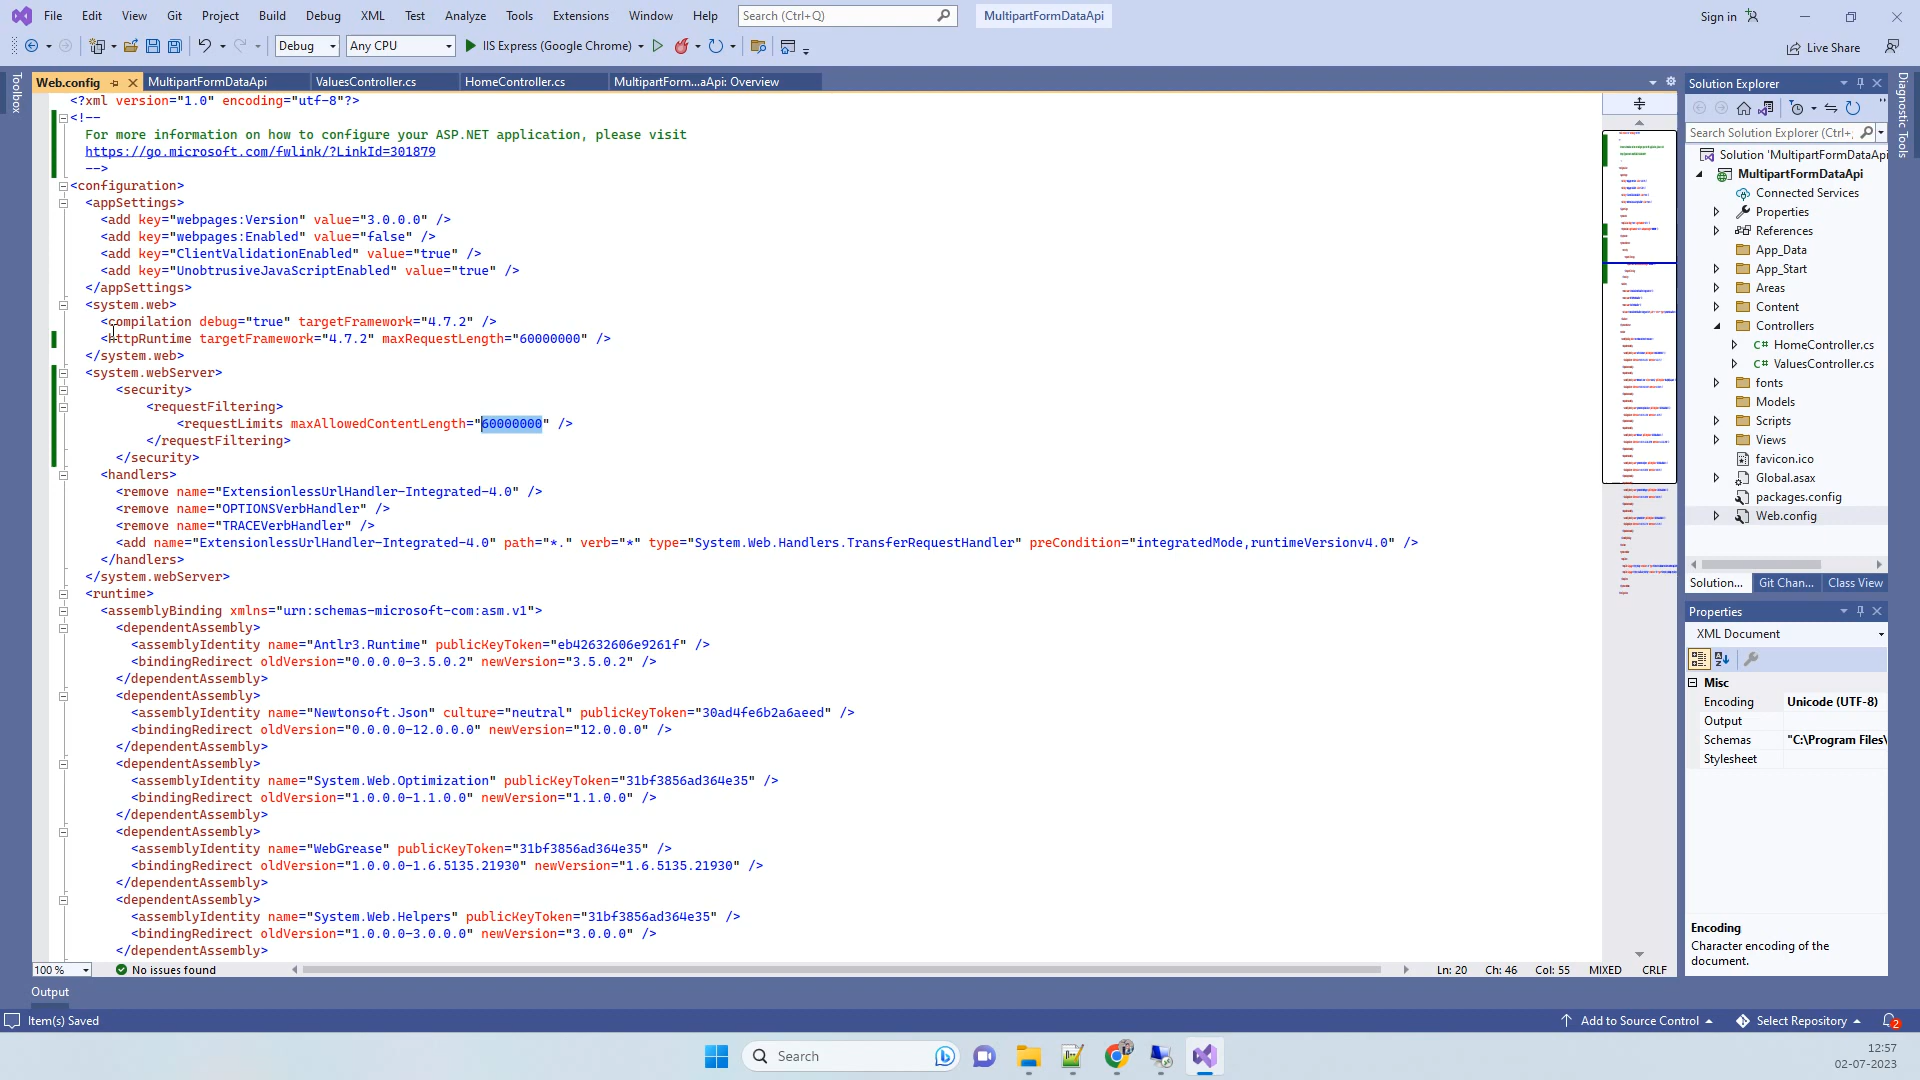 File Edit View Git Project Build Debug XML Test Analyze Tools Extensions Window Help Search (Ctrl+Q) MultipartFormDataApi Sign in
Debug Any CPU IIS Express (Google Chrome) Live Share
Toolbox
Web.config MultipartFormDataApi ValuesController.cs HomeController.cs MultipartForm...aApi: Overview
<?xml version="1.0" encoding="utf-8"?>
<!--
For more information on how to configure your ASP.NET application, please visit
https://go.microsoft.com/fwlink/?LinkId=301879
-->
<configuration>
<appSettings>
<add key="webpages:Version" value="3.0.0.0" />
<add key="webpages:Enabled" value="false" />
<add key="ClientValidationEnabled" value="true" />
<add key="UnobtrusiveJavaScriptEnabled" value="true" />
</appSettings>
<system.web>
<compilation debug="true" targetFramework="4.7.2" />
<httpRuntime targetFramework="4.7.2" maxRequestLength="60000000" />
</system.web>
<system.webServer>
<security>
<requestFiltering>
<requestLimits maxAllowedContentLength="60000000" />
</requestFiltering>
</security>
<handlers>
<remove name="ExtensionlessUrlHandler-Integrated-4.0" />
<remove name="OPTIONSVerbHandler" />
<remove name="TRACEVerbHandler" />
<add name="ExtensionlessUrlHandler-Integrated-4.0" path="*." verb="*" type="System.Web.Handlers.TransferRequestHandler" preCondition="integratedMode,runtimeVersionv4.0" />
</handlers>
</system.webServer>
<runtime>
<assemblyBinding xmlns="urn:schemas-microsoft-com:asm.v1">
<dependentAssembly>
<assemblyIdentity name="Antlr3.Runtime" publicKeyToken="eb42632606e9261f" />
<bindingRedirect oldVersion="0.0.0.0-3.5.0.2" newVersion="3.5.0.2" />
</dependentAssembly>
<dependentAssembly>
<assemblyIdentity name="Newtonsoft.Json" culture="neutral" publicKeyToken="30ad4fe6b2a6aeed" />
<bindingRedirect oldVersion="0.0.0.0-12.0.0.0" newVersion="12.0.0.0" />
</dependentAssembly>
<dependentAssembly>
<assemblyIdentity name="System.Web.Optimization" publicKeyToken="31bf3856ad364e35" />
<bindingRedirect oldVersion="1.0.0.0-1.1.0.0" newVersion="1.1.0.0" />
</dependentAssembly>
<dependentAssembly>
<assemblyIdentity name="WebGrease" publicKeyToken="31bf3856ad364e35" />
<bindingRedirect oldVersion="1.0.0.0-1.6.5135.21930" newVersion="1.6.5135.21930" />
</dependentAssembly>
<dependentAssembly>
<assemblyIdentity name="System.Web.Helpers" publicKeyToken="31bf3856ad364e35" />
<bindingRedirect oldVersion="1.0.0.0-3.0.0.0" newVersion="3.0.0.0" />
</dependentAssembly>
100 % No issues found Ln: 20 Ch: 46 Col: 55 MIXED CRLF
Solution Explorer
Search Solution Explorer (Ctrl+;
Solution 'MultipartFormDataApi
MultipartFormDataApi
Connected Services
Properties
References
App_Data
App_Start
Areas
Content
Controllers
C# HomeController.cs
C# ValuesController.cs
fonts
Models
Scripts
Views
favicon.ico
Global.asax
packages.config
Web.config
Solution... Git Chan... Class View
Properties
XML Document
Misc
Encoding Unicode (UTF-8)
Output
Schemas "C:\Program Files\
Stylesheet
Encoding
Character encoding of the
document.
Diagnostic Tools
Output
Item(s) Saved Add to Source Control Select Repository 2
Search 12:57
02-07-2023